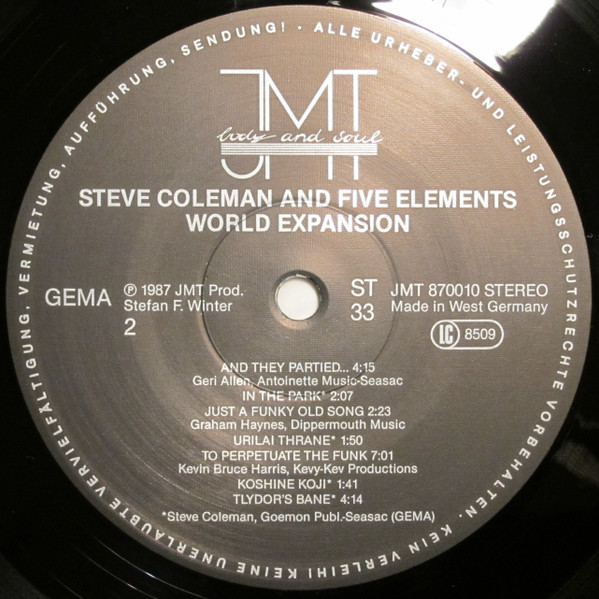 ALLE URHEBER- UND LEISTUNGSSCHUTZRECHTE VORBEHALTEN. KEIN VERLEIH! KEINE UNERLAUBTE VERVIELFÄLTIGUNG, VERMIETUNG, AUFFÜHRUNG, SENDUNG! ·
JMT
body and soul
STEVE COLEMAN AND FIVE ELEMENTS
WORLD EXPANSION
GEMA
℗ 1987 JMT Prod.
Stefan F. Winter
2
ST
33
JMT 870010 STEREO
Made in West Germany
LC 8509
AND THEY PARTIED... 4:15
Geri Allen, Antoinette Music-Seasac
IN THE PARK* 2:07
JUST A FUNKY OLD SONG 2:23
Graham Haynes, Dippermouth Music
URILAI THRANE* 1:50
TO PERPETUATE THE FUNK 7:01
Kevin Bruce Harris, Kevy-Kev Productions
KOSHINE KOJI* 1:41
TLYDOR'S BANE* 4:14
*Steve Coleman, Goemon Publ.-Seasac (GEMA)